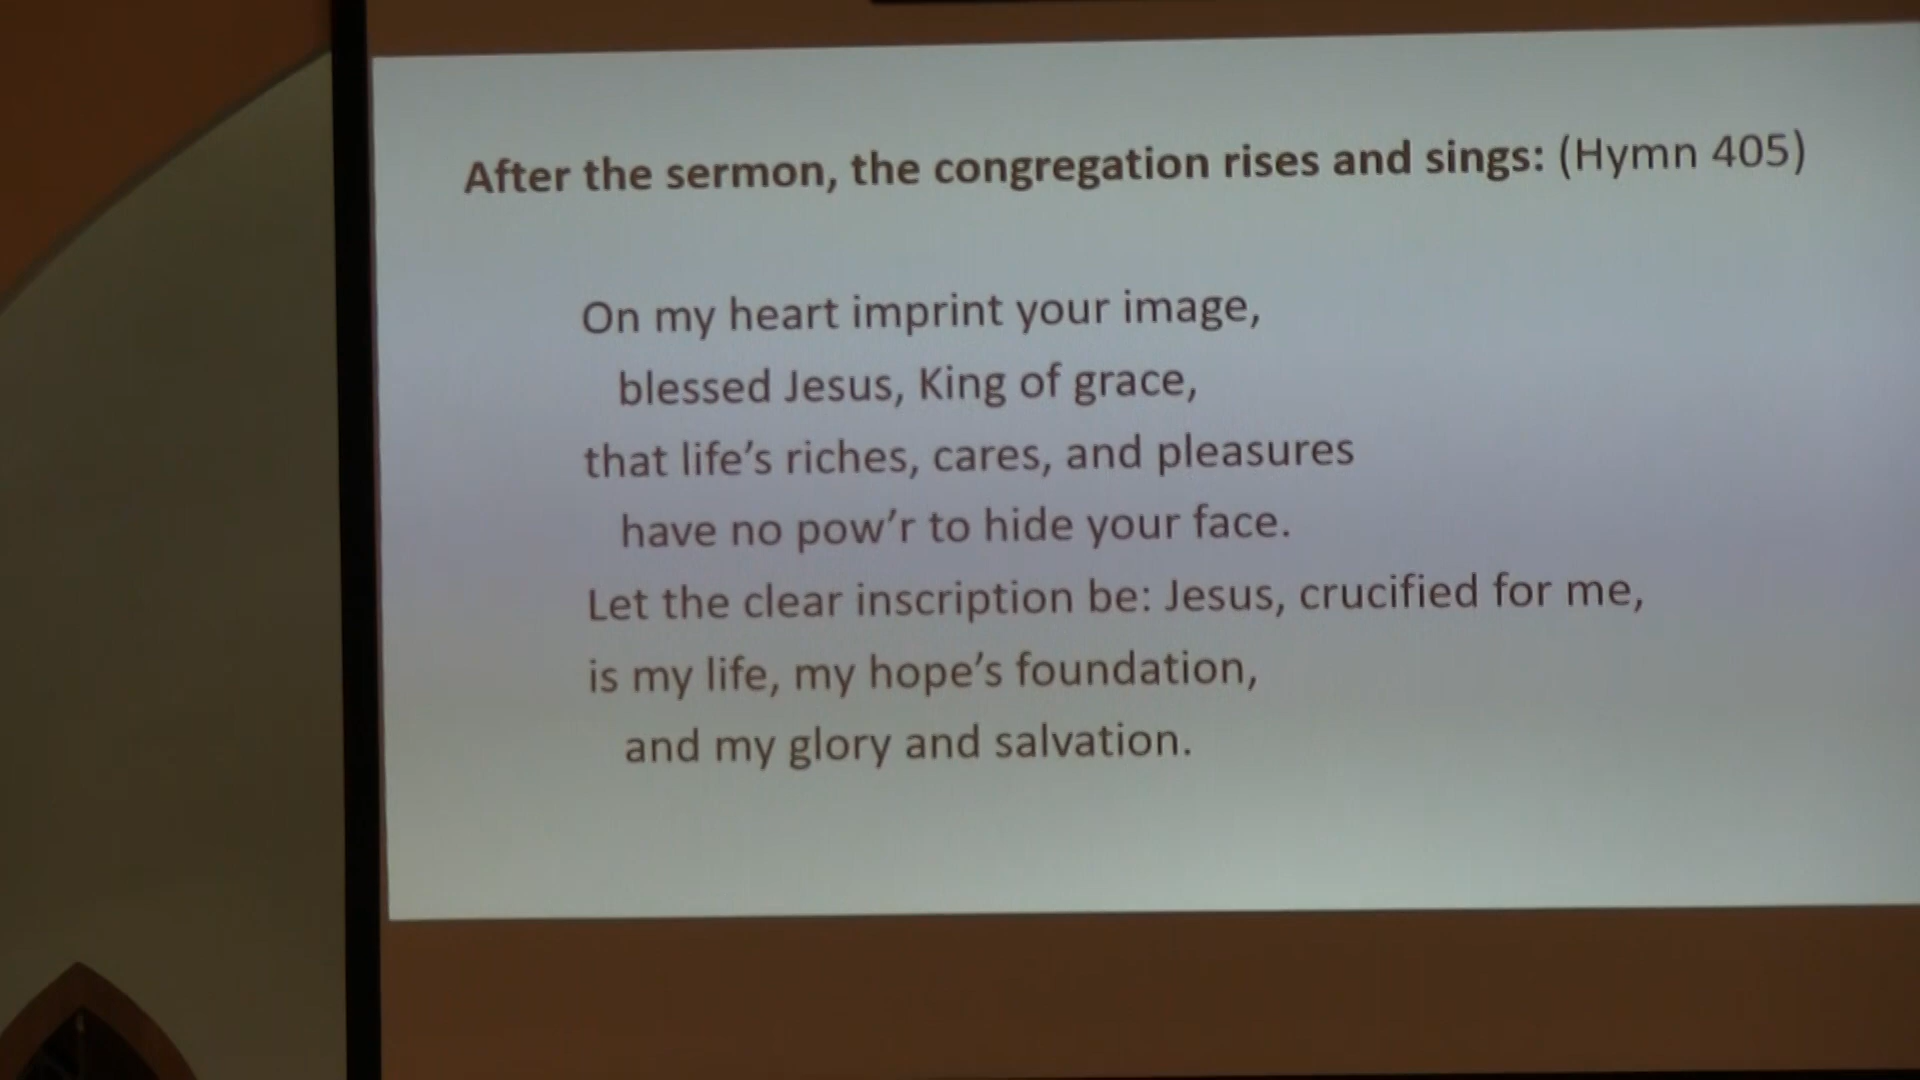 After the sermon, the congregation rises and sings: (Hymn 405)
On my heart imprint your image,
blessed Jesus, King of grace,
that life’s riches, cares, and pleasures
have no pow’r to hide your face.
Let the clear inscription be: Jesus, crucified for me,
is my life, my hope’s foundation,
and my glory and salvation.